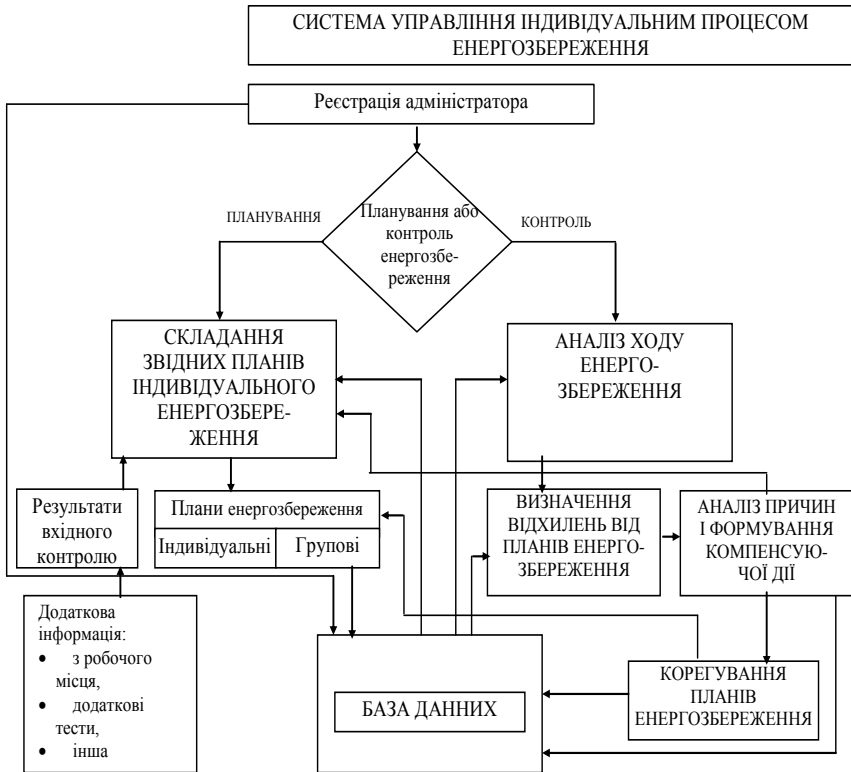 СИСТЕМА УПРАВЛІННЯ ІНДИВІДУАЛЬНИМ ПРОЦЕСОМ
ЕНЕРГОЗБЕРЕЖЕННЯ
Реєстрація адміністратора
ПЛАНУВАННЯ
Планування або
контроль
енергозбе-
реження
КОНТРОЛЬ
СКЛАДАННЯ
ЗВІДНИХ ПЛАНІВ
ІНДИВІДУАЛЬНОГО
ЕНЕРГОЗБЕРЕ-
ЖЕННЯ
АНАЛІЗ ХОДУ
ЕНЕРГО-
ЗБЕРЕЖЕННЯ
Результати
вхідного
контролю
Плани енергозбереження
Індивідуальні
Групові
ВИЗНАЧЕННЯ
ВІДХИЛЕНЬ ВІД
ПЛАНІВ ЕНЕРГО-
ЗБЕРЕЖЕННЯ
АНАЛІЗ ПРИЧИН
І ФОРМУВАННЯ
КОМПЕНСУЮ-
ЧОЇ ДІЇ
Додаткова
інформація:
• з робочого
місця,
• додаткові
тести,
• інша
БАЗА ДАННИХ
КОРЕГУВАННЯ
ПЛАНІВ
ЕНЕРГОЗБЕРЕЖЕННЯ